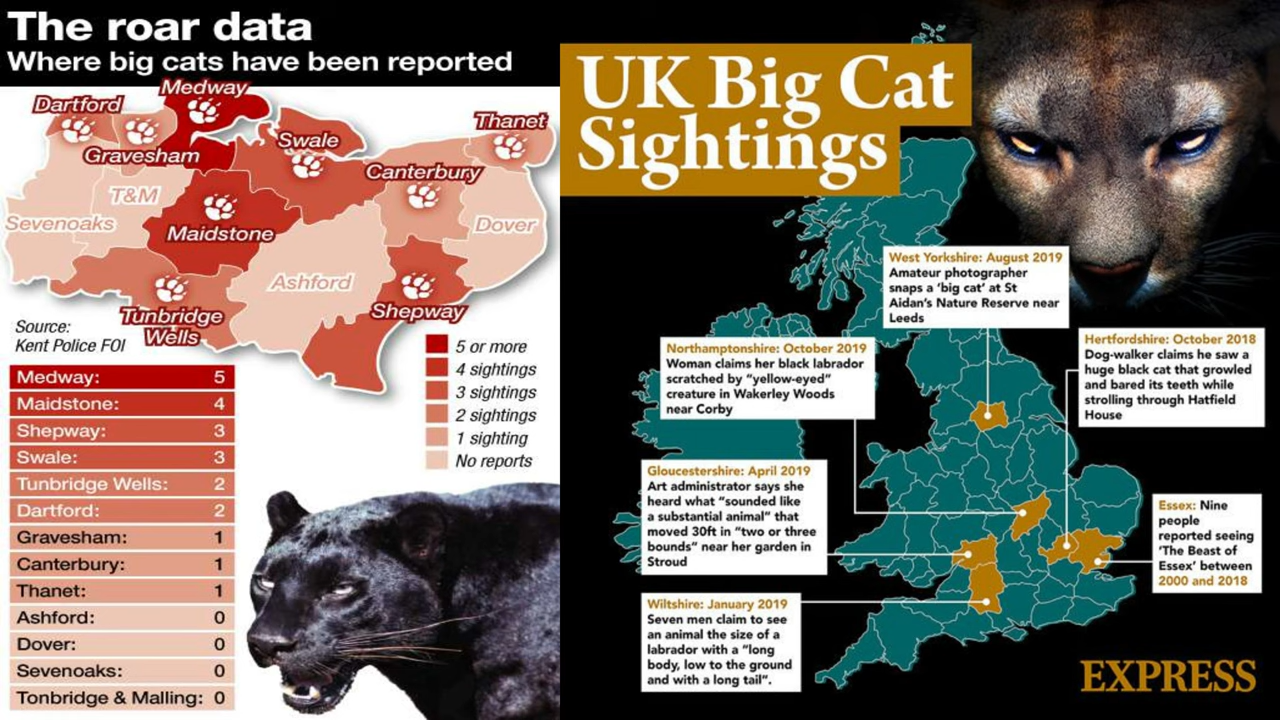 The roar data
Where big cats have been reported
Medway
Dartford
Gravesham
Swale
Thanet
Canterbury
T&M
Sevenoaks
Maidstone
Dover
Ashford
Tunbridge
Wells
Shepway
Source:
Kent Police FOI
5 or more
4 sightings
3 sightings
2 sightings
1 sighting
No reports
Medway: 5
Maidstone: 4
Shepway: 3
Swale: 3
Tunbridge Wells: 2
Dartford: 2
Gravesham: 1
Canterbury: 1
Thanet: 1
Ashford: 0
Dover: 0
Sevenoaks: 0
Tonbridge & Malling: 0
UK Big Cat
Sightings
West Yorkshire: August 2019
Amateur photographer
snaps a ‘big cat’ at St
Aidan’s Nature Reserve near
Leeds
Northamptonshire: October 2019
Woman claims her black labrador
scratched by “yellow-eyed”
creature in Wakerley Woods
near Corby
Hertfordshire: October 2018
Dog-walker claims he saw a
huge black cat that growled
and bared its teeth while
strolling through Hatfield
House
Gloucestershire: April 2019
Art administrator says she
heard what “sounded like
a substantial animal” that
moved 30ft in “two or three
bounds” near her garden in
Stroud
Essex: Nine
people
reported seeing
‘The Beast of
Essex’ between
2000 and 2018
Wiltshire: January 2019
Seven men claim to see
an animal the size of a
labrador with a “long
body, low to the ground
and with a long tail”.
EXPRESS